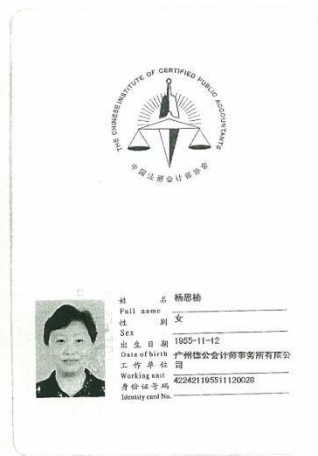 THE CHINESE INSTITUTE OF CERTIFIED PUBLIC ACCOUNTANTS
中国注册会计师协会
姓 名 杨思榆
Full name
性 别 女
Sex
出生日期 1955-11-12
Date of birth
工作单位 广州德公会计师事务所有限公司
Working unit
身份证号码 422421195511120028
Identity card No.